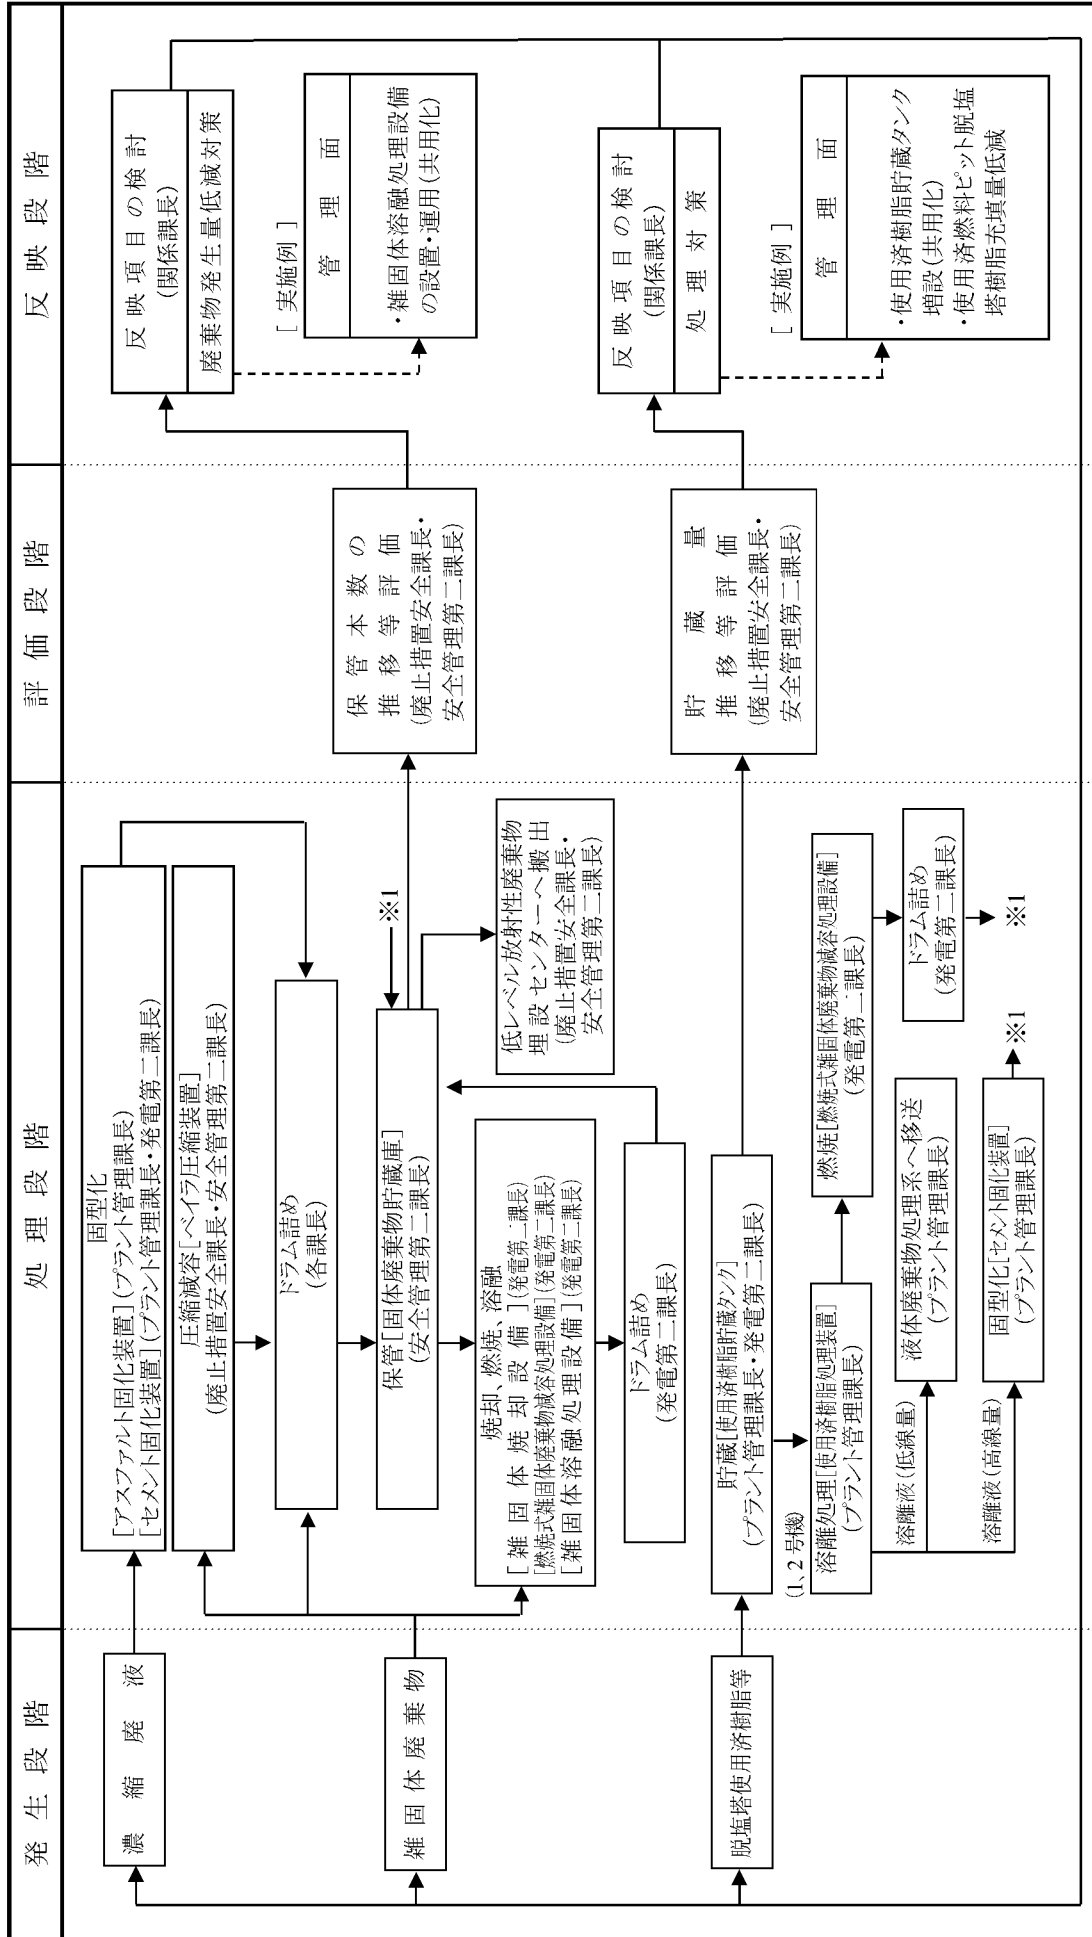 発生段階
処理段階
評価段階
反映段階
濃縮廃液
雑固体廃棄物
脱塩塔使用済樹脂等
固型化
[アスファルト固化装置](プラント管理課長)
[セメント固化装置](プラント管理課長・発電第二課長)
圧縮減容[ベイラ圧縮装置]
(廃止措置安全課長・安全管理第二課長)
ドラム詰め
(各課長)
※1
保管[固体廃棄物貯蔵庫]
(安全管理第二課長)
低レベル放射性廃棄物
埋設センターへ搬出
(廃止措置安全課長・
安全管理第二課長)
焼却、燃焼、溶融
[雑固体焼却設備](発電第二課長)
[燃焼式雑固体廃棄物減容処理設備](発電第二課長)
[雑固体溶融処理設備](発電第二課長)
ドラム詰め
(発電第二課長)
貯蔵[使用済樹脂貯蔵タンク]
(プラント管理課長・発電第二課長)
(1、2号機)
溶離処理[使用済樹脂処理装置]
(プラント管理課長)
燃焼[燃焼式雑固体廃棄物減容処理設備]
(発電第二課長)
ドラム詰め
(発電第二課長)
※1
溶離液(低線量)
液体廃棄物処理系へ移送
(プラント管理課長)
溶離液(高線量)
固型化[セメント固化装置]
(プラント管理課長)
※1
保管本数の
推移等評価
(廃止措置安全課長・
安全管理第二課長)
貯蔵量
推移等評価
(廃止措置安全課長・
安全管理第二課長)
反映項目の検討
(関係課長)
廃棄物発生量低減対策
[実施例]
管理面
・雑固体溶融処理設備
の設置・運用(共用化)
反映項目の検討
(関係課長)
処理対策
[実施例]
管理面
・使用済樹脂貯蔵タンク
増設(共用化)
・使用済燃料ピット脱塩
塔樹脂充填量低減